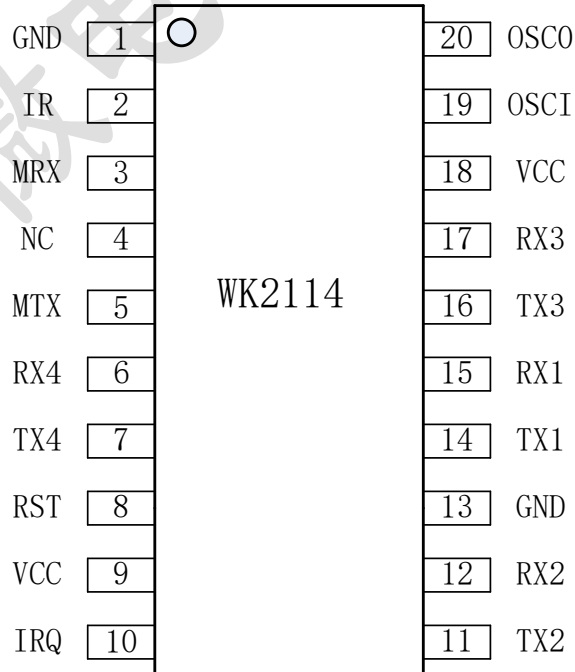 GND 1 20 OSCO
IR 2 19 OSCI
MRX 3 18 VCC
NC 4 17 RX3
WK2114
MTX 5 16 TX3
RX4 6 15 RX1
TX4 7 14 TX1
RST 8 13 GND
VCC 9 12 RX2
IRQ 10 11 TX2
微电